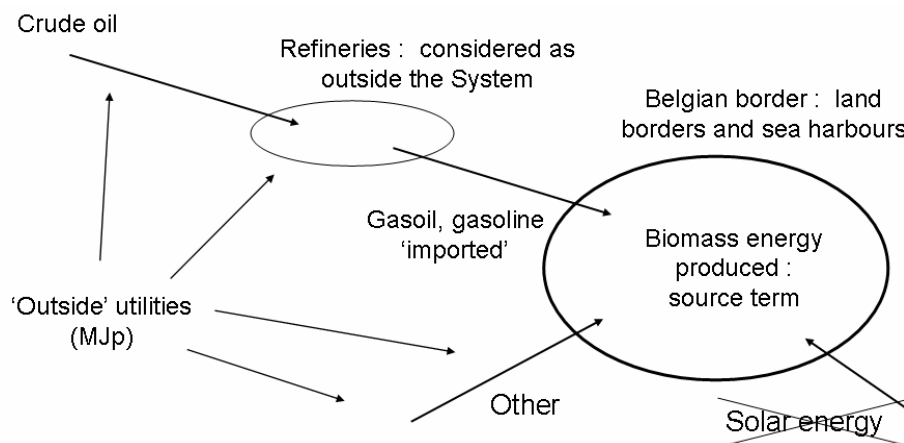 Crude oil
Refineries :  considered as
outside the System
Belgian border :  land
borders and sea harbours
Gasoil, gasoline
‘imported’
Biomass energy
produced :
source term
‘Outside’ utilities
(MJp)
Other
Solar energy